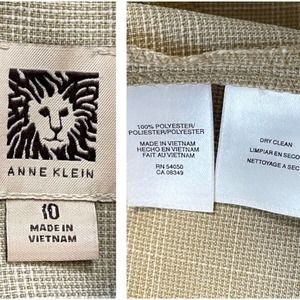 ANNE KLEIN
10
MADE IN
VIETNAM
100% POLYESTER/
POLIESTER/POLYESTER
MADE IN VIETNAM
HECHO EN VIETNAM
FAIT AU VIETNAM
RN 54050
CA 08349
DRY CLEAN
LIMPIAR EN SECO
NETTOYAGE A SEC